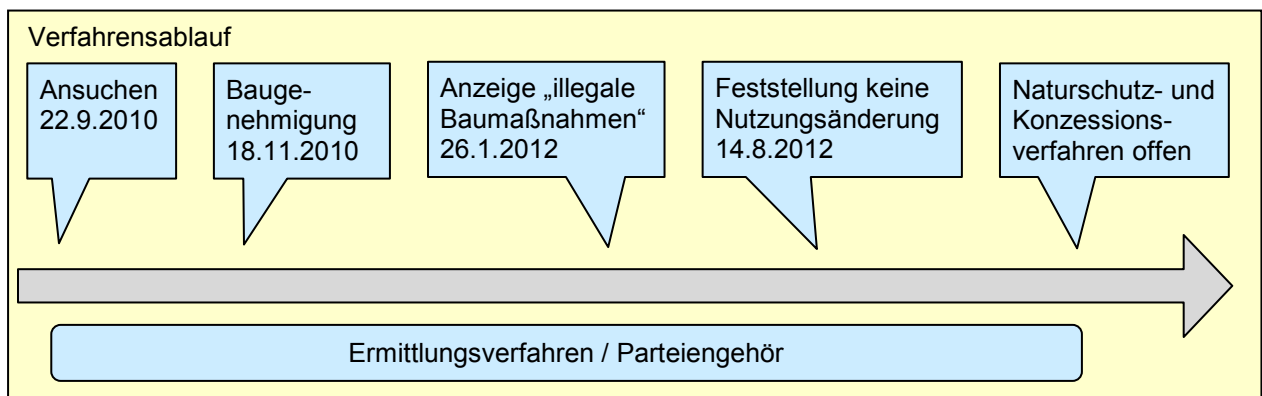 Verfahrensablauf
Ansuchen
22.9.2010
Bauge-
nehmigung
18.11.2010
Anzeige „illegale
Baumaßnahmen“
26.1.2012
Feststellung keine
Nutzungsänderung
14.8.2012
Naturschutz- und
Konzessions-
verfahren offen
Ermittlungsverfahren / Parteiengehör